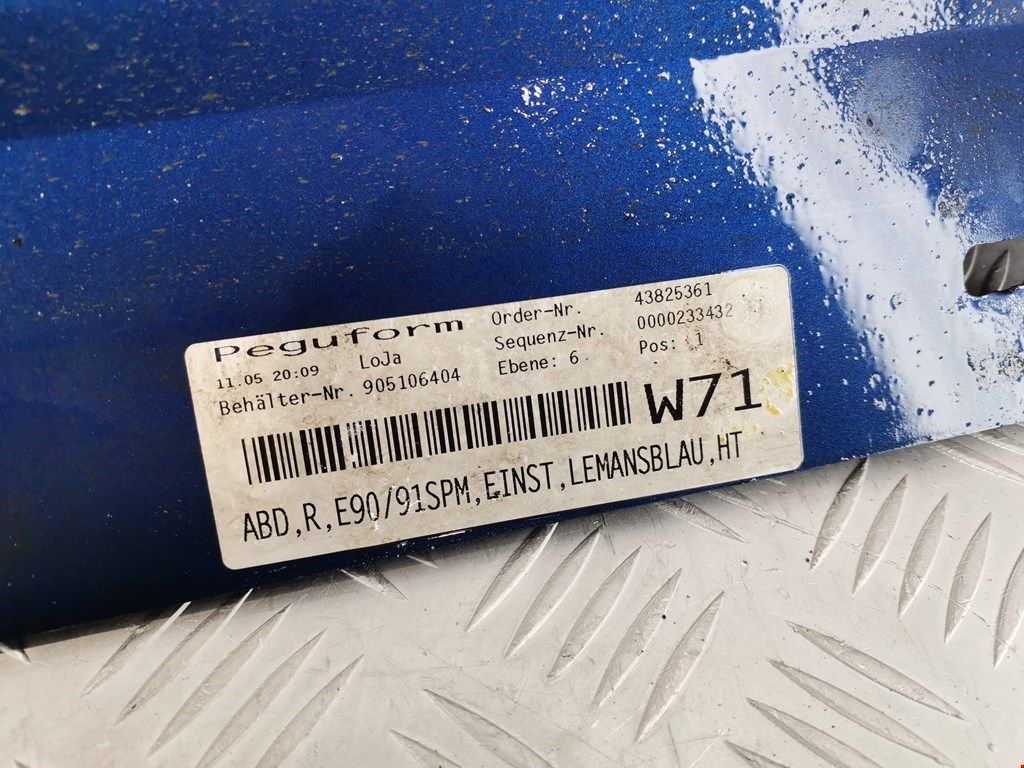 Peguform Order-Nr. 43825361
11.05 20:09 LoJa Sequenz-Nr. 0000233432
Behälter-Nr. 905106404 Ebene: 6 Pos: 1
W71
ABD,R,E90/91SPM,EINST,LEMANSBLAU,HT